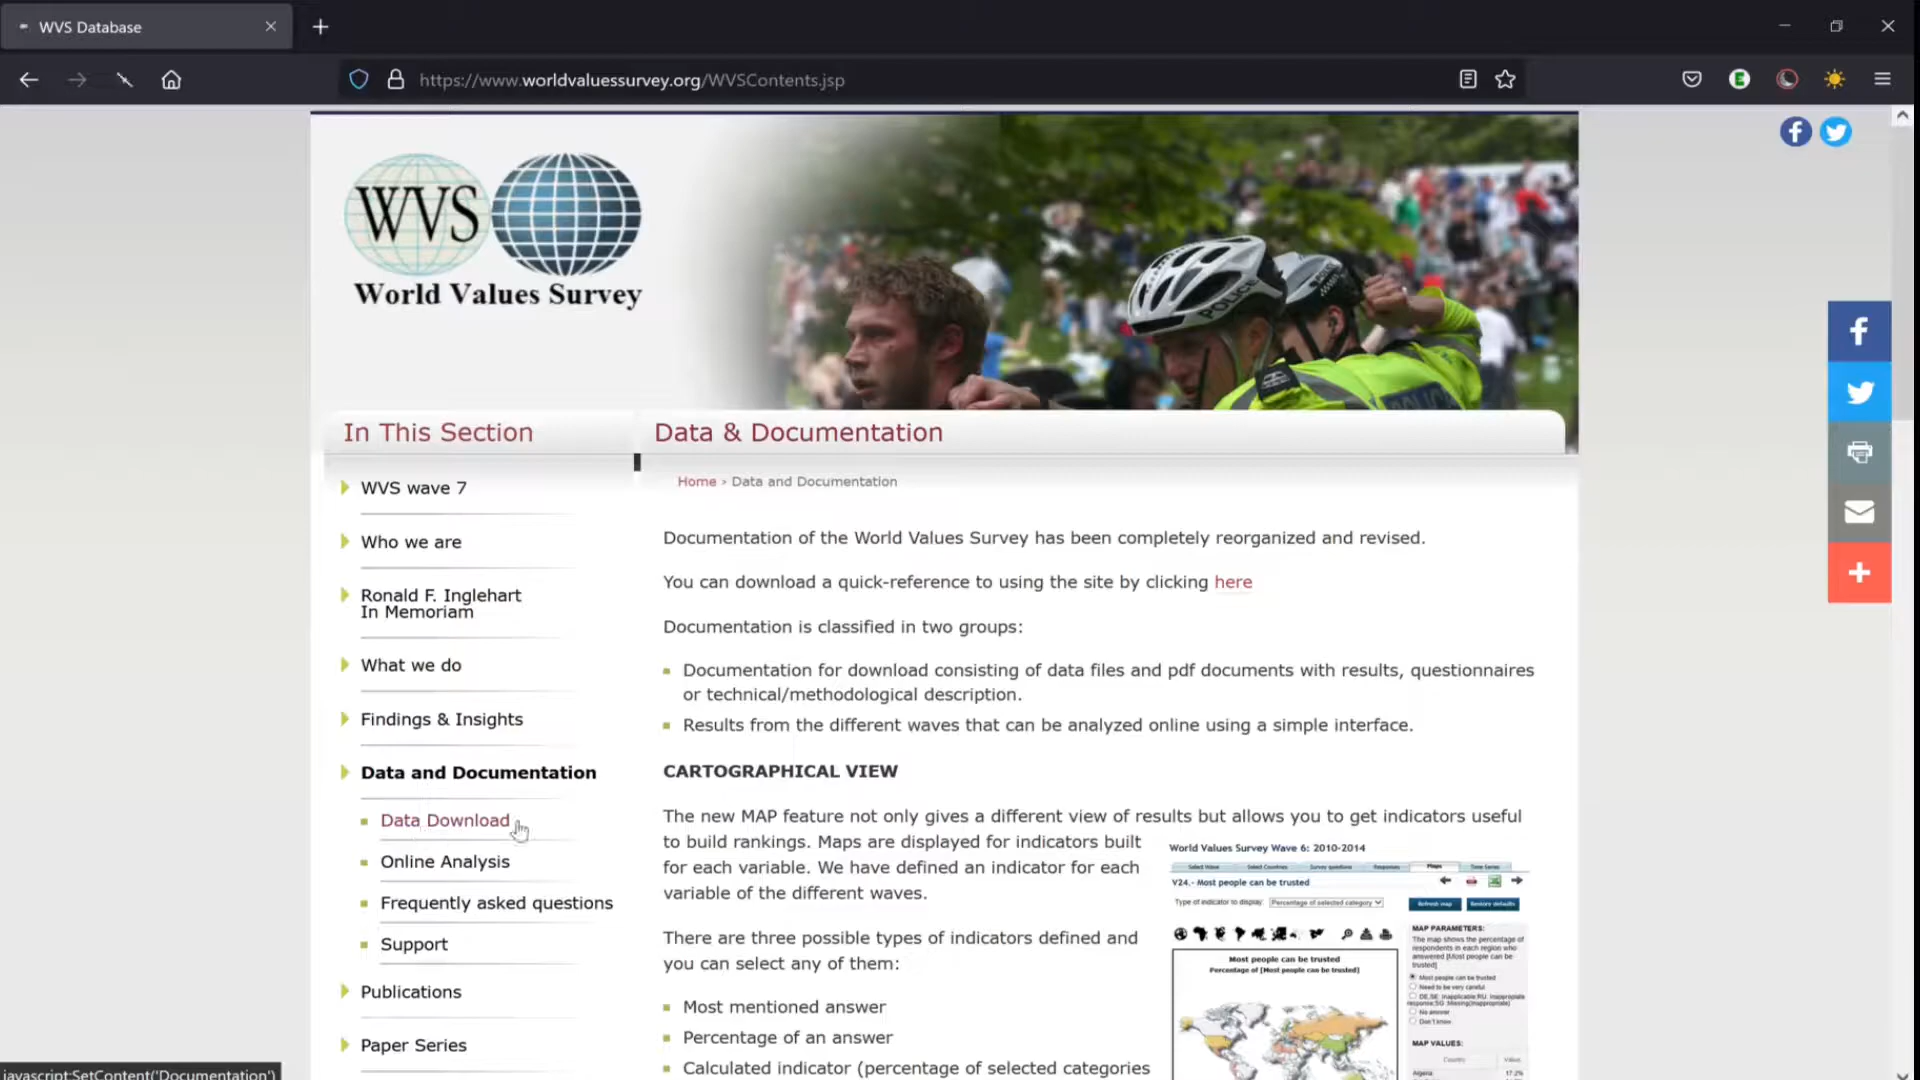 WVS Database
https://www.worldvaluessurvey.org/WVSContents.jsp
WVS
World Values Survey
POLICE
In This Section
Data & Documentation
Home › Data and Documentation
WVS wave 7
Who we are
Ronald F. Inglehart
In Memoriam
What we do
Findings & Insights
Data and Documentation
Data Download
Online Analysis
Frequently asked questions
Support
Publications
Paper Series
Documentation of the World Values Survey has been completely reorganized and revised.
You can download a quick-reference to using the site by clicking here
Documentation is classified in two groups:
Documentation for download consisting of data files and pdf documents with results, questionnaires
or technical/methodological description.
Results from the different waves that can be analyzed online using a simple interface.
CARTOGRAPHICAL VIEW
The new MAP feature not only gives a different view of results but allows you to get indicators useful
to build rankings. Maps are displayed for indicators built
for each variable. We have defined an indicator for each
variable of the different waves.
There are three possible types of indicators defined and
you can select any of them:
Most mentioned answer
Percentage of an answer
Calculated indicator (percentage of selected categories
World Values Survey Wave 6: 2010-2014
Select Wave Select Countries Survey questions Responses Maps Time Series
V24.- Most people can be trusted
Type of indicator to display: Percentage of selected category
Refresh map Restore defaults
Most people can be trusted
Percentage of [Most people can be trusted]
MAP PARAMETERS:
The map shows the percentage of
respondents in each region who
answered [Most people can be
trusted]
Most people can be trusted
Need to be very careful
DE,SE: Inapplicable;RU: Inappropriate
response;SG :Missing(Inappropriate)
No answer
Don't know
MAP VALUES:
Country Value
Algeria 17.2%
javascript:SetContent('Documentation')